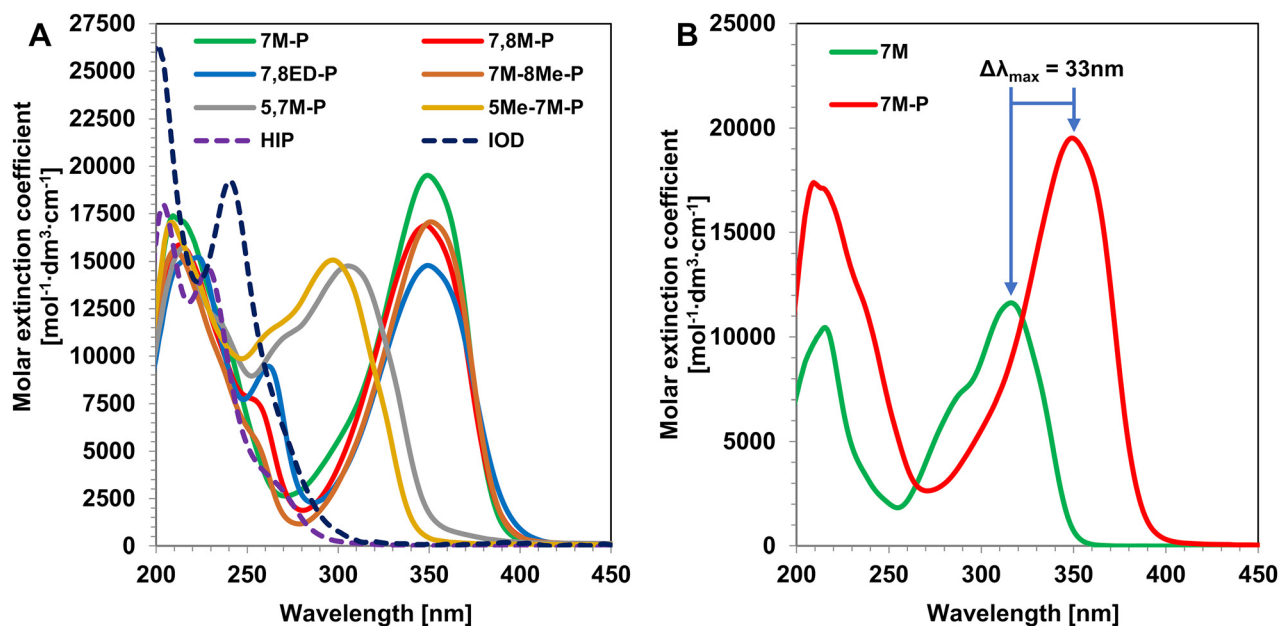 A
7M-P
7,8M-P
7,8ED-P
7M-8Me-P
5,7M-P
5Me-7M-P
HIP
IOD
Molar extinction coefficient
[mol⁻¹·dm³·cm⁻¹]
27500
25000
22500
20000
17500
15000
12500
10000
7500
5000
2500
0
200
250
300
350
400
450
Wavelength [nm]
B
7M
7M-P
Δλmax = 33nm
Molar extinction coefficient
[mol⁻¹·dm³·cm⁻¹]
25000
20000
15000
10000
5000
0
200
250
300
350
400
450
Wavelength [nm]